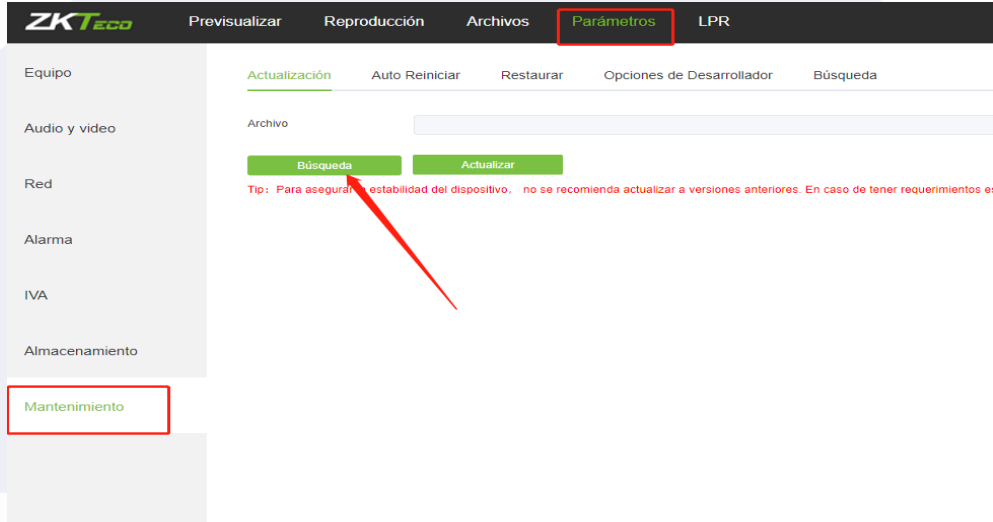 ZKTeco Previsualizar Reproducción Archivos Parámetros LPR
Equipo
Audio y video
Red
Alarma
IVA
Almacenamiento
Mantenimiento
Actualización Auto Reiniciar Restaurar Opciones de Desarrollador Búsqueda
Archivo
Búsqueda Actualizar
Tip: Para asegurar estabilidad del dispositivo, no se recomienda actualizar a versiones anteriores. En caso de tener requerimientos